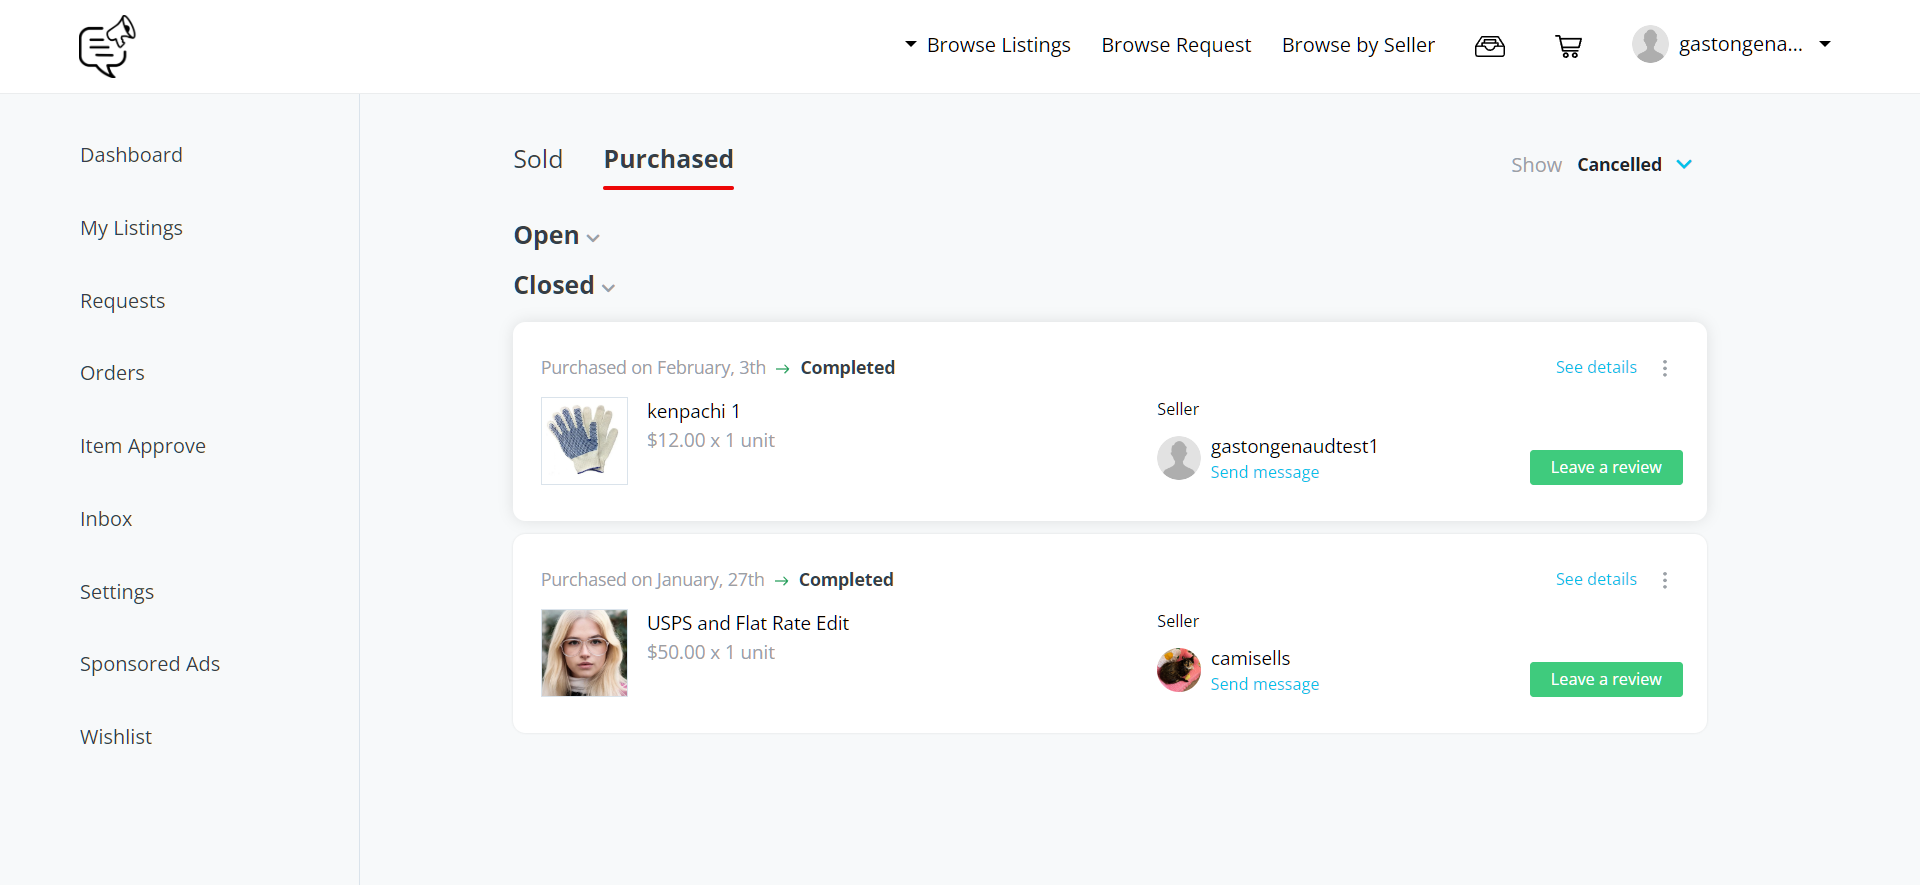 Browse Listings
Browse Request
Browse by Seller
gastongena...
Dashboard
My Listings
Requests
Orders
Item Approve
Inbox
Settings
Sponsored Ads
Wishlist
Sold
Purchased
Show Cancelled
Open
Closed
Purchased on February, 3th → Completed
See details
kenpachi 1
$12.00 x 1 unit
Seller
gastongenaudtest1
Send message
Leave a review
Purchased on January, 27th → Completed
See details
USPS and Flat Rate Edit
$50.00 x 1 unit
Seller
camisells
Send message
Leave a review